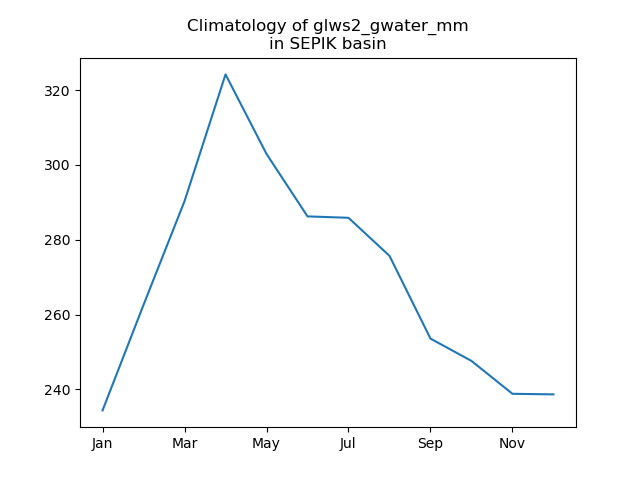 Climatology of glws2_gwater_mm
in SEPIK basin
320
300
280
260
240
Jan
Mar
May
Jul
Sep
Nov